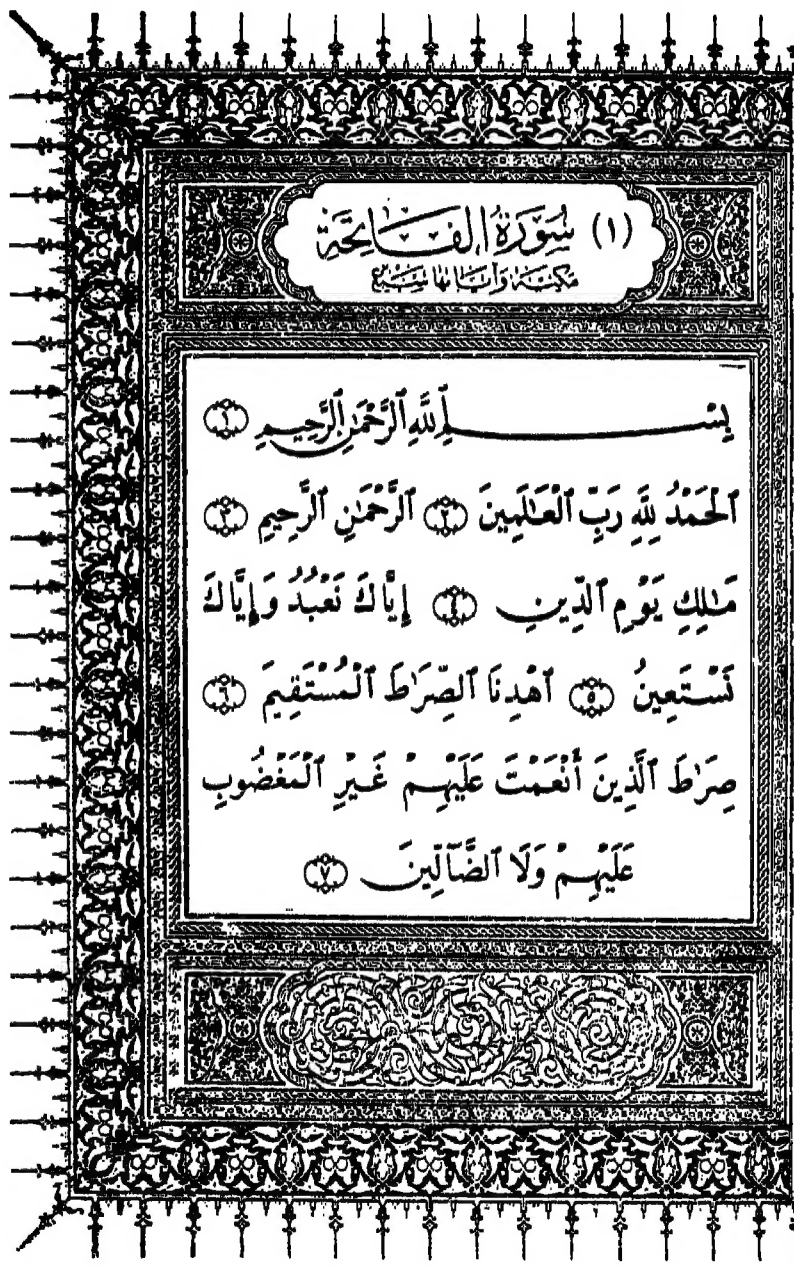 (١) سُورَةُ الفَاتِحَةِ
مَكِّيَّة وَآيَاتُهَا سَبْعٌ
بِسْمِ ٱللَّهِ ٱلرَّحْمَٰنِ ٱلرَّحِيمِ ١
ٱلْحَمْدُ لِلَّهِ رَبِّ ٱلْعَٰلَمِينَ ٢ ٱلرَّحْمَٰنِ ٱلرَّحِيمِ ٣
مَٰلِكِ يَوْمِ ٱلدِّينِ ٤ إِيَّاكَ نَعْبُدُ وَإِيَّاكَ
نَسْتَعِينُ ٥ ٱهْدِنَا ٱلصِّرَٰطَ ٱلْمُسْتَقِيمَ ٦
صِرَٰطَ ٱلَّذِينَ أَنْعَمْتَ عَلَيْهِمْ غَيْرِ ٱلْمَغْضُوبِ
عَلَيْهِمْ وَلَا ٱلضَّآلِّينَ ٧